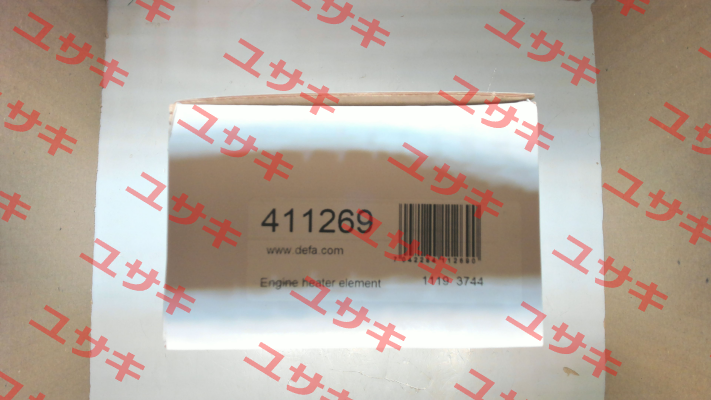 411269
www.defa.com
Engine heater element
1119 3744
ユサキ